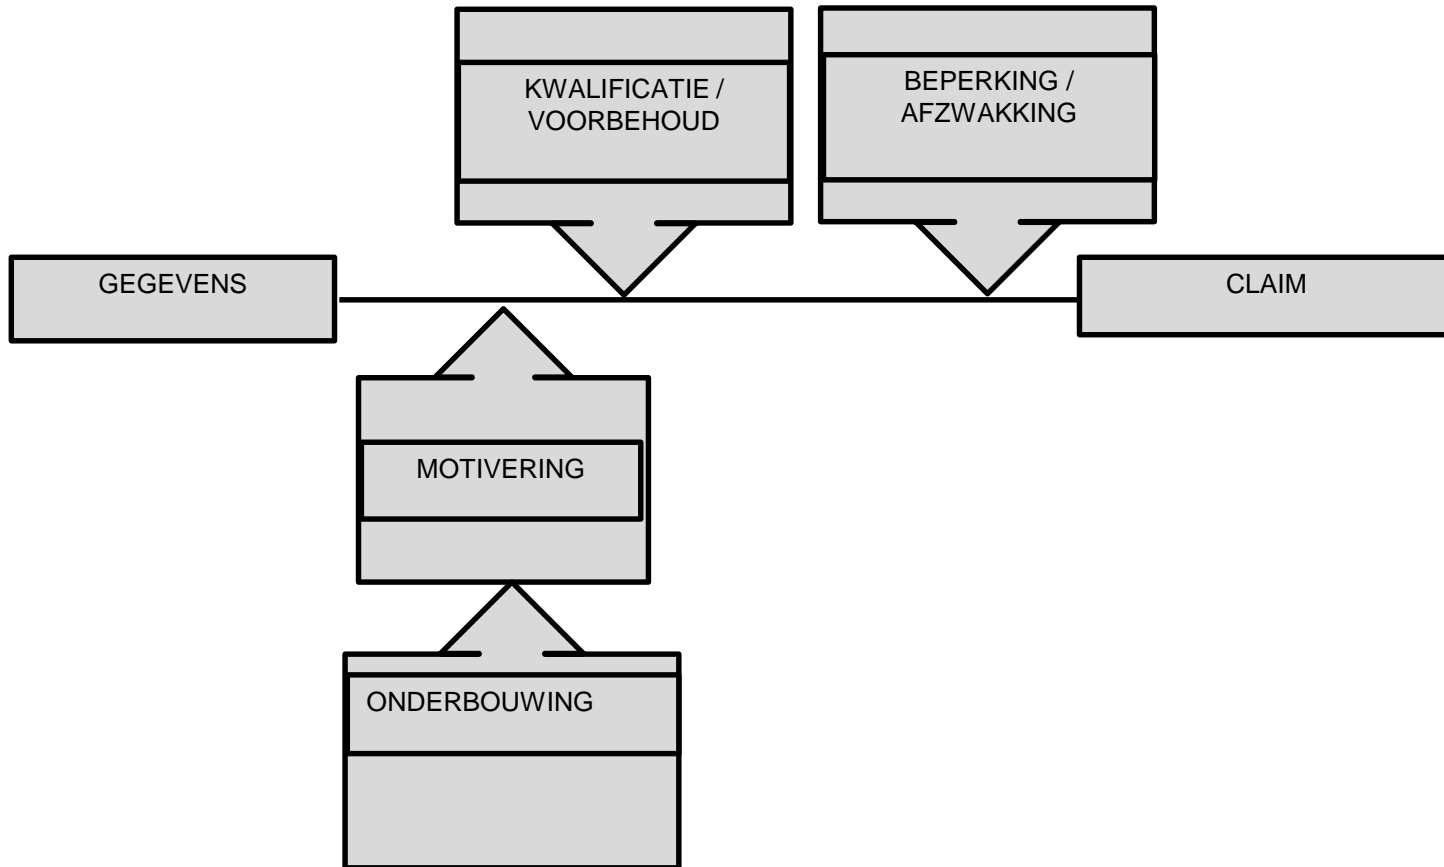 KWALIFICATIE /
VOORBEHOUD
BEPERKING /
AFZWAKKING
GEGEVENS
CLAIM
MOTIVERING
ONDERBOUWING